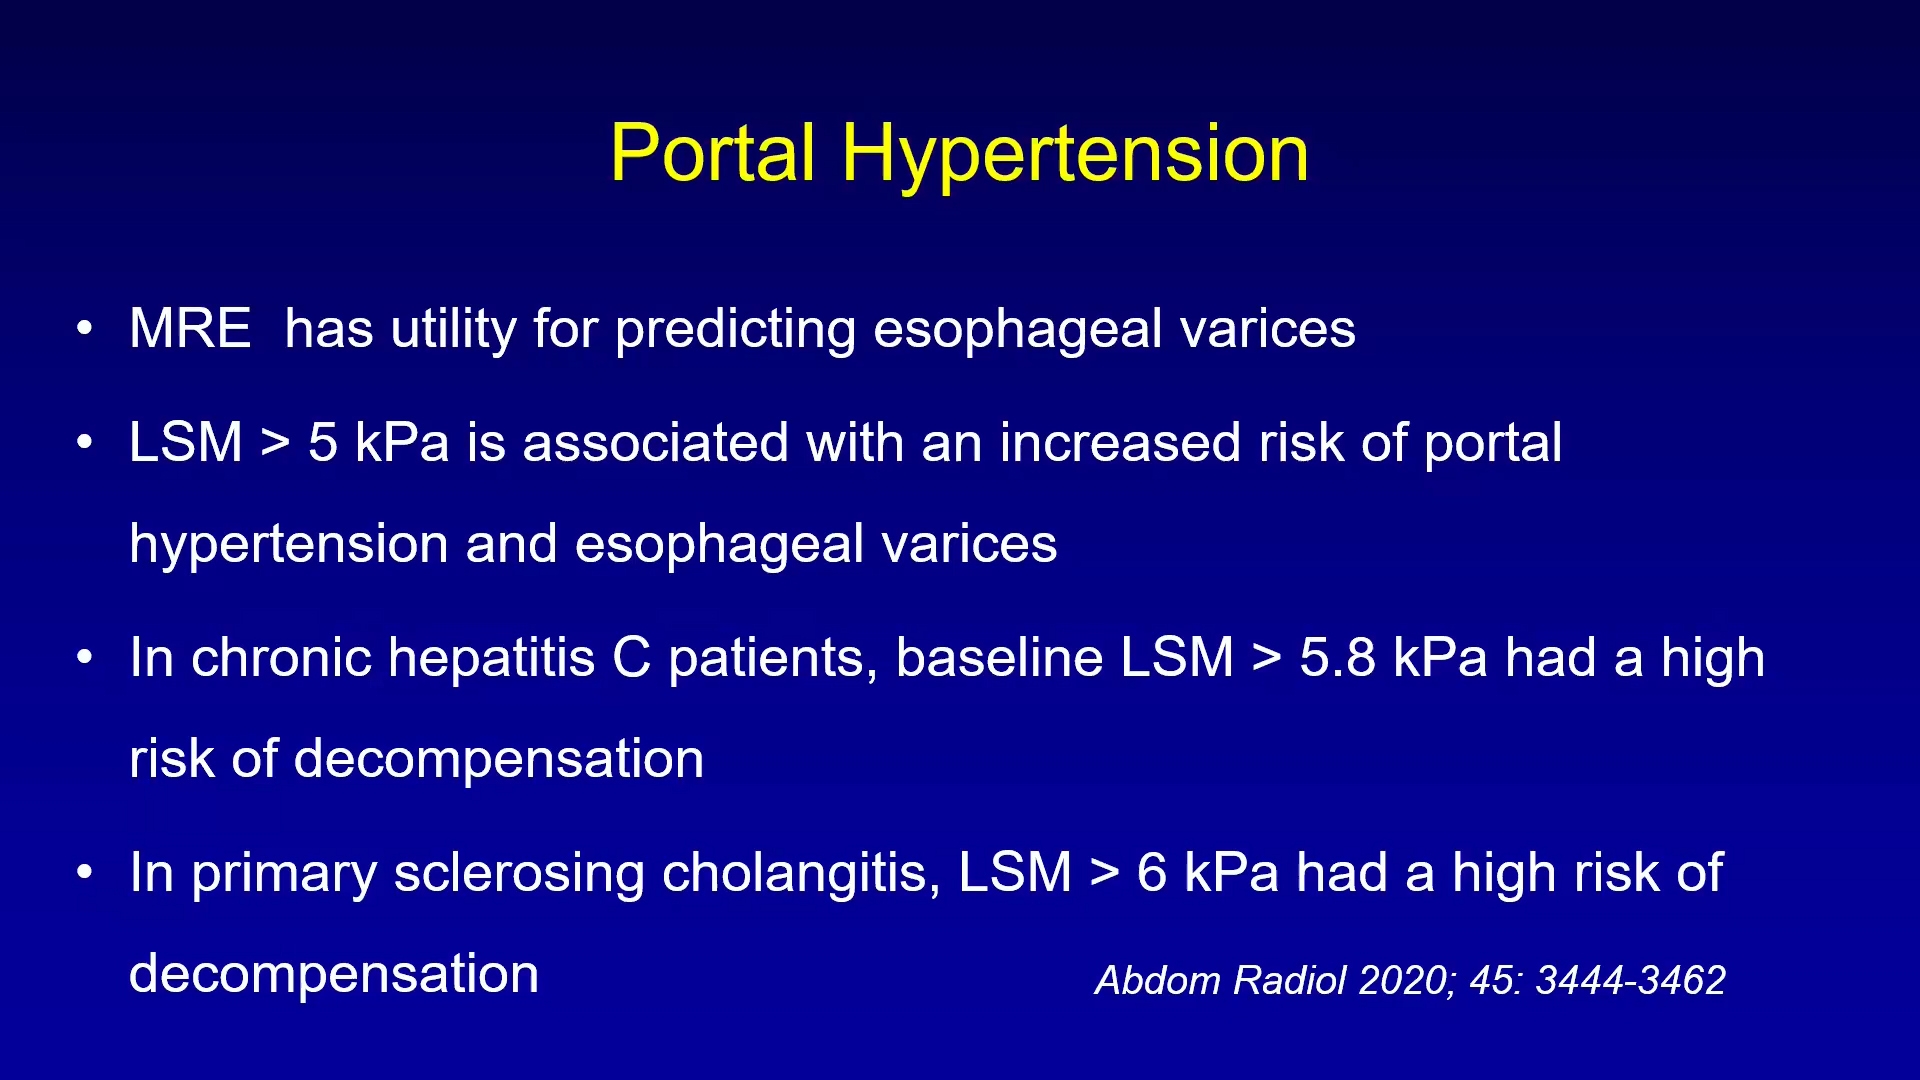 Portal Hypertension
• MRE  has utility for predicting esophageal varices
• LSM > 5 kPa is associated with an increased risk of portal
hypertension and esophageal varices
• In chronic hepatitis C patients, baseline LSM > 5.8 kPa had a high
risk of decompensation
• In primary sclerosing cholangitis, LSM > 6 kPa had a high risk of
decompensation
Abdom Radiol 2020; 45: 3444-3462